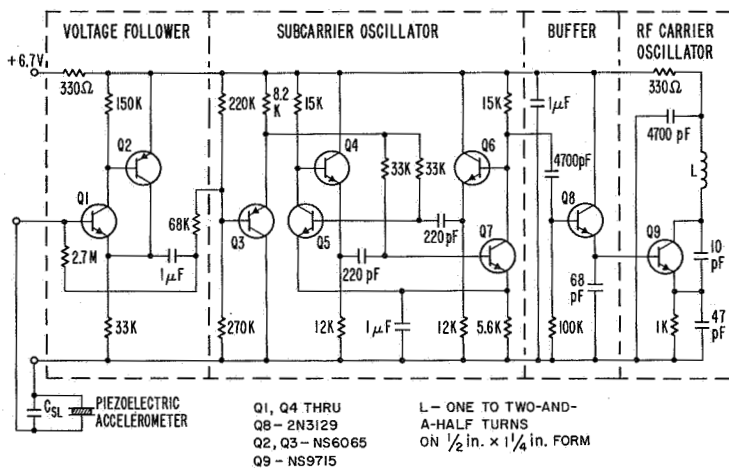 VOLTAGE FOLLOWER
SUBCARRIER OSCILLATOR
BUFFER
RF CARRIER
OSCILLATOR
+6.7V
330Ω
150K
Q2
Q1
68K
2.7M
1μF
33K
220K
8.2
K
15K
Q4
Q6
15K
33K
33K
Q3
Q5
220 pF
220 pF
Q7
270K
12K
1μF
12K
5.6K
1μF
4700pF
Q8
68
pF
100K
330Ω
4700 pF
L
Q9
10
pF
1K
47
pF
CSL
PIEZOELECTRIC
ACCELEROMETER
Q1, Q4 THRU
Q8-2N3129
Q2, Q3-NS6065
Q9-NS9715
L- ONE TO TWO-AND-
A-HALF TURNS
ON 1/2 in. × 1 1/4 in. FORM